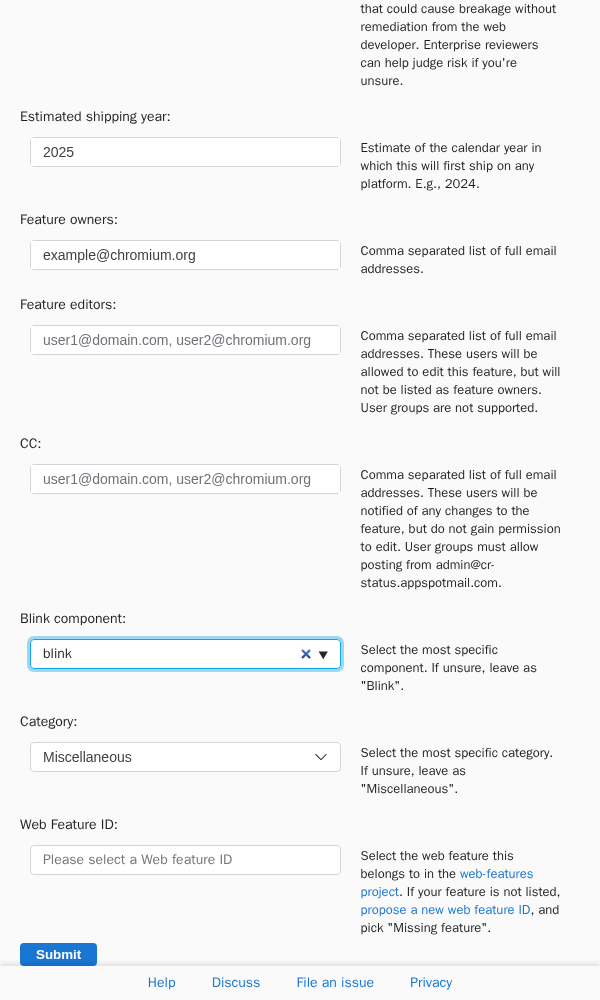 that could cause breakage without
remediation from the web
developer. Enterprise reviewers
can help judge risk if you're
unsure.
Estimated shipping year:
2025
Estimate of the calendar year in
which this will first ship on any
platform. E.g., 2024.
Feature owners:
example@chromium.org
Comma separated list of full email
addresses.
Feature editors:
user1@domain.com, user2@chromium.org
Comma separated list of full email
addresses. These users will be
allowed to edit this feature, but will
not be listed as feature owners.
User groups are not supported.
CC:
user1@domain.com, user2@chromium.org
Comma separated list of full email
addresses. These users will be
notified of any changes to the
feature, but do not gain permission
to edit. User groups must allow
posting from admin@cr-
status.appspotmail.com.
Blink component:
blink
Select the most specific
component. If unsure, leave as
"Blink".
Category:
Miscellaneous
Select the most specific category.
If unsure, leave as
"Miscellaneous".
Web Feature ID:
Please select a Web feature ID
Select the web feature this
belongs to in the web-features
project. If your feature is not listed,
propose a new web feature ID, and
pick "Missing feature".
Submit
Help Discuss File an issue Privacy